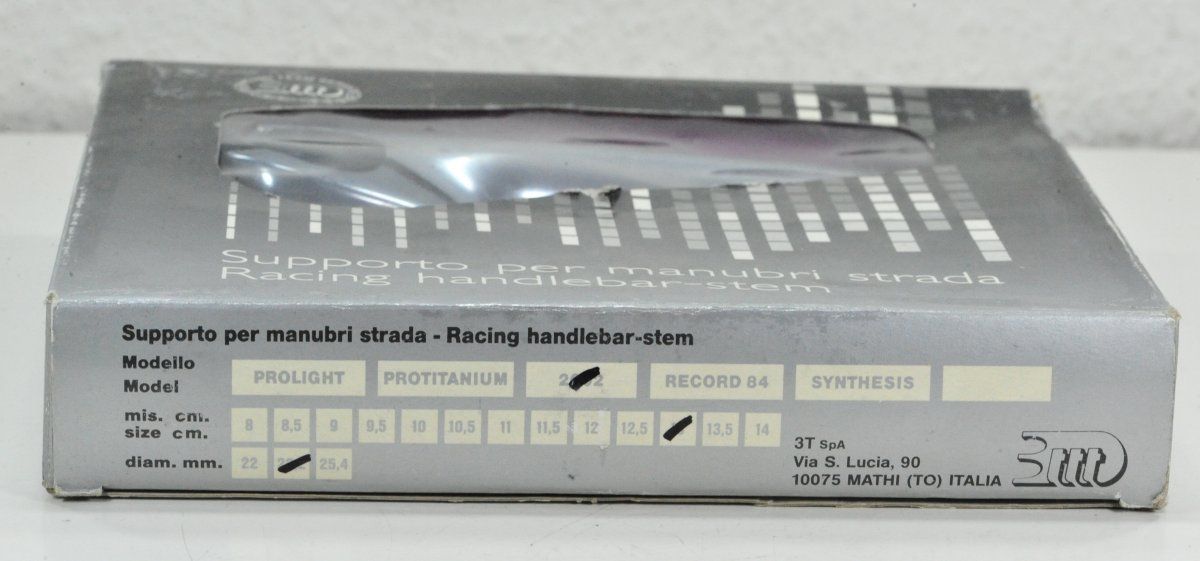 3ttt
Supporto per manubri strada
Racing handlebar-stem
Supporto per manubri strada - Racing handlebar-stem
Modello
Model
PROLIGHT PROTITANIUM RECORD 84 SYNTHESIS
mis. cm.
size cm.
8 8,5 9 9,5 10 10,5 11 11,5 12 12,5 13,5 14
diam. mm.
22 25,4
3T SpA
Via S. Lucia, 90
10075 MATHI (TO) ITALIA
3ttt